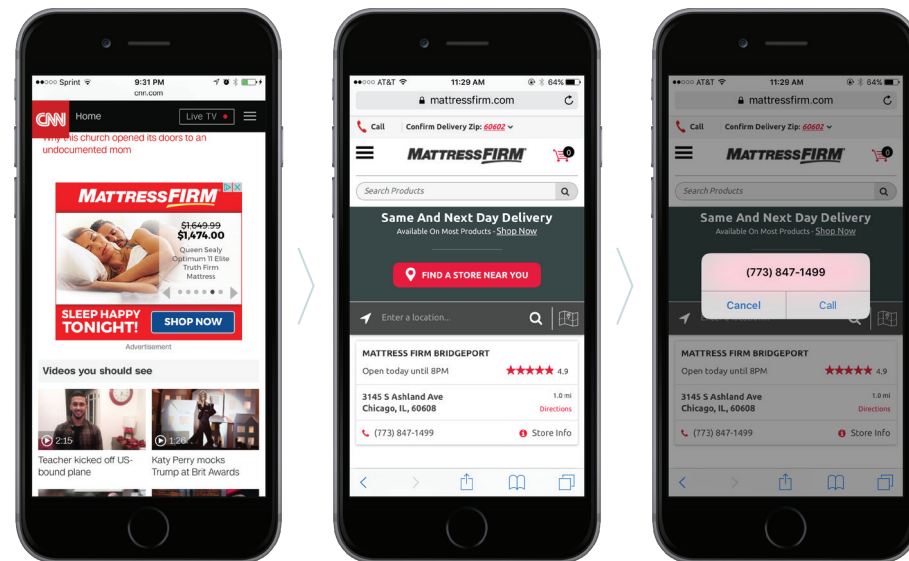 ●●○○○ Sprint
9:31 PM
cnn.com
CNN
Home
Live TV
Why this church opened its doors to an
undocumented mom
MATTRESSFIRM
$1,649.99
$1,474.00
Queen Sealy
Optimum 11 Elite
Truth Firm
Mattress
SLEEP HAPPY
TONIGHT!
SHOP NOW
Advertisement
Videos you should see
2:15
1:26
Teacher kicked off US-
bound plane
Katy Perry mocks
Trump at Brit Awards
●●○○○ AT&T
11:29 AM
64%
mattressfirm.com
Call
Confirm Delivery Zip: 60602
MATTRESSFIRM
0
Search Products
Same And Next Day Delivery
Available On Most Products - Shop Now
FIND A STORE NEAR YOU
Enter a location...
MATTRESS FIRM BRIDGEPORT
Open today until 8PM
4.9
3145 S Ashland Ave
1.0 mi
Chicago, IL, 60608
Directions
(773) 847-1499
Store Info
●●○○○ AT&T
11:29 AM
64%
mattressfirm.com
Call
Confirm Delivery Zip: 60602
MATTRESSFIRM
0
Search Products
Same And Next Day Delivery
Available On Most Products - Shop Now
(773) 847-1499
Cancel
Call
MATTRESS FIRM BRIDGEPORT
Open today until 8PM
4.9
3145 S Ashland Ave
1.0 mi
Chicago, IL, 60608
Directions
(773) 847-1499
Store Info